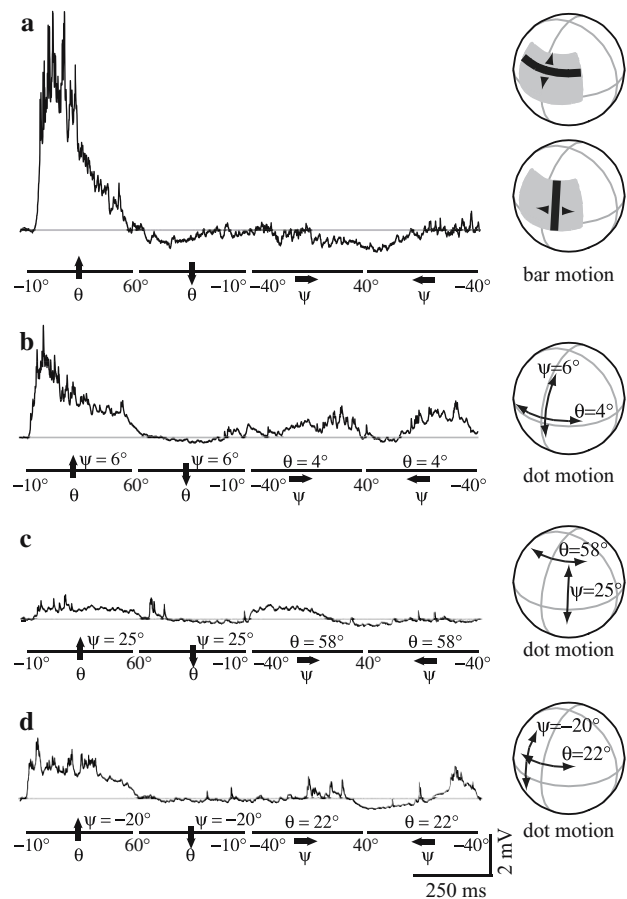 a
−10° θ 60° θ −10° −40° ψ 40° ψ −40°
bar motion
b
ψ=6°
θ=4°
ψ = 6° ψ = 6° θ = 4° θ = 4°
−10° θ 60° θ −10° −40° ψ 40° ψ −40°
dot motion
c
θ=58°
ψ=25°
ψ = 25° ψ = 25° θ = 58° θ = 58°
−10° θ 60° θ −10° −40° ψ 40° ψ −40°
dot motion
d
ψ=−20°
θ=22°
ψ = −20° ψ = −20° θ = 22° θ = 22°
−10° θ 60° θ −10° −40° ψ 40° ψ −40°
dot motion
2 mV
250 ms